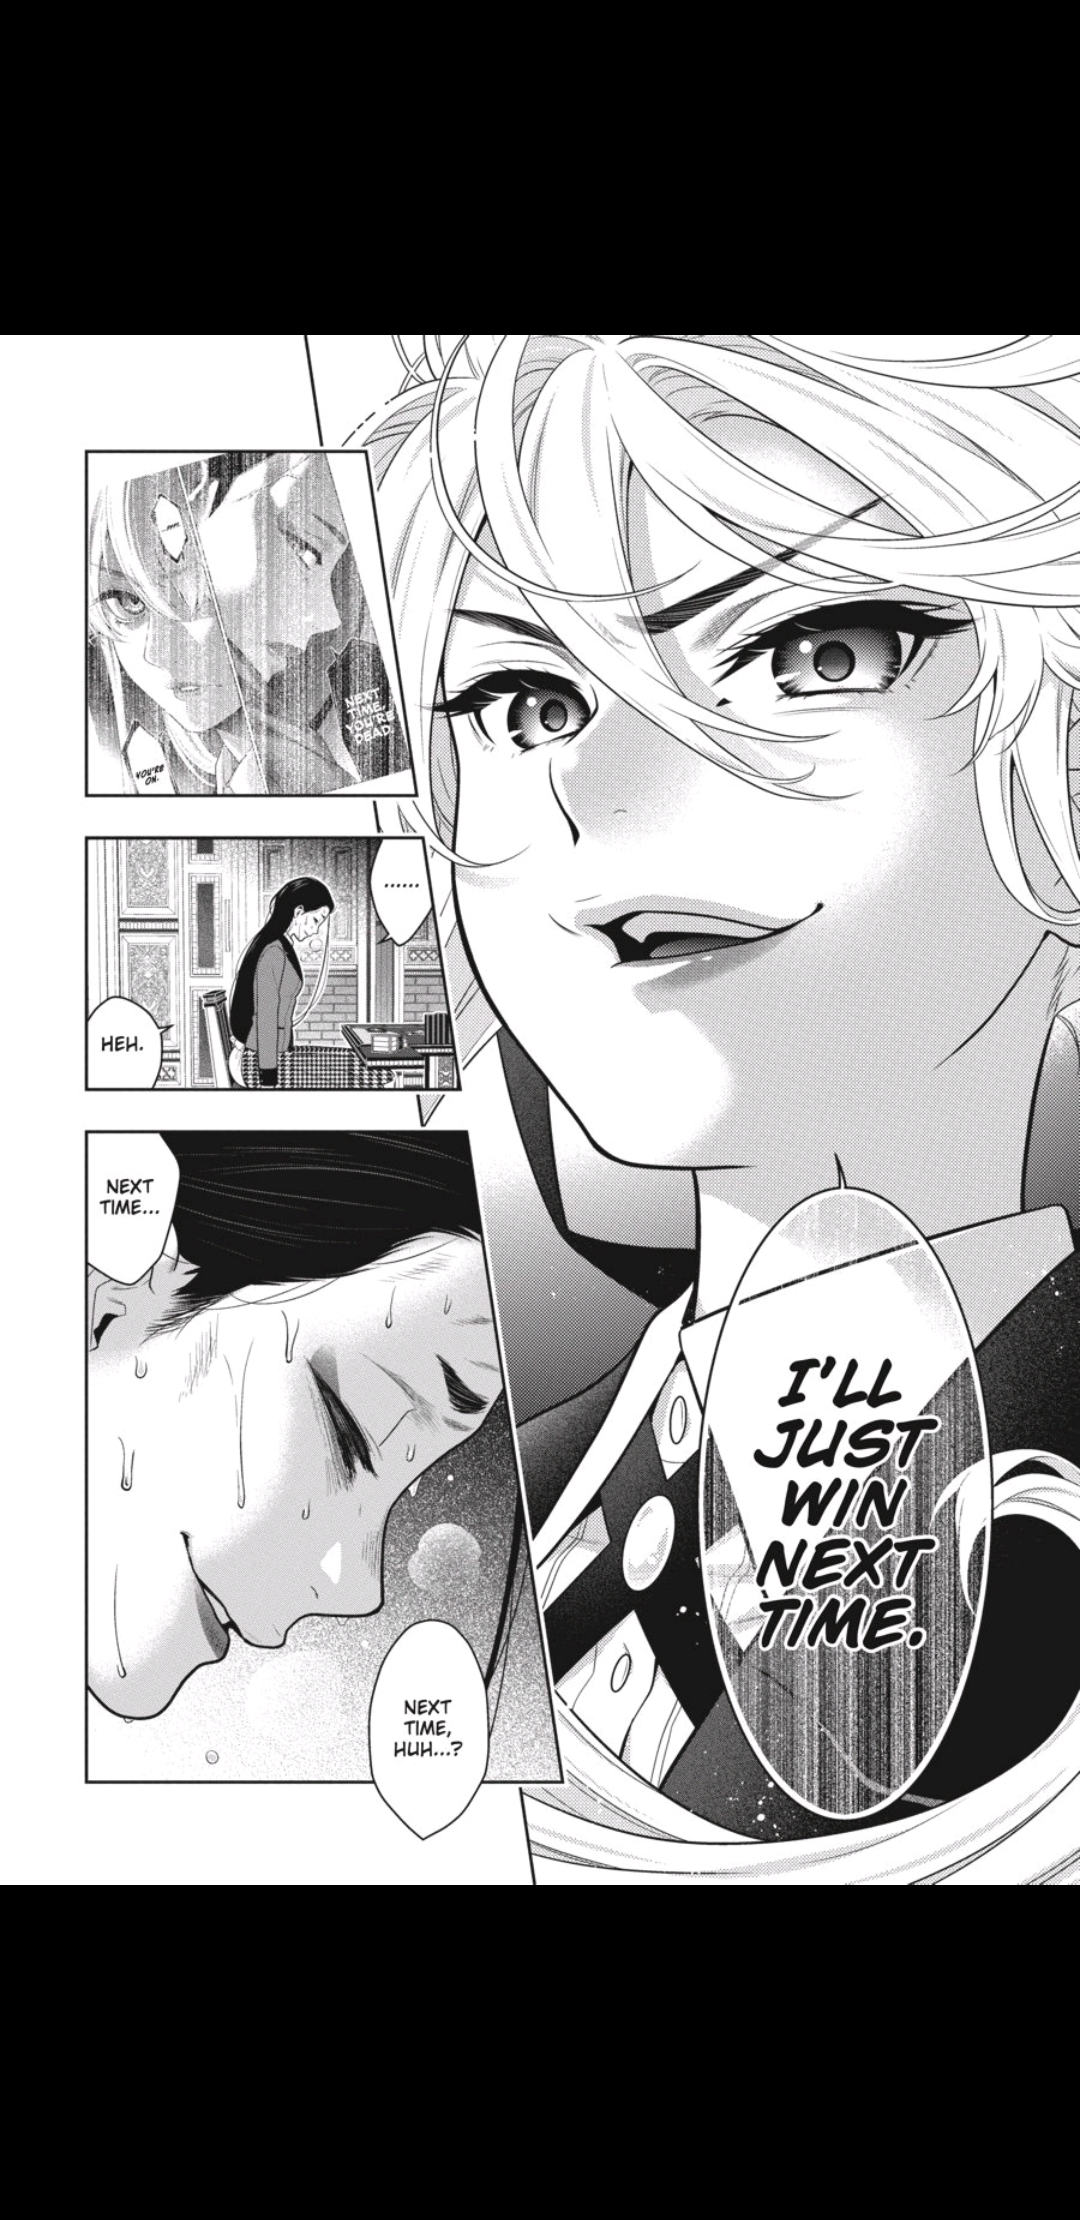 I'LL
JUST
WIN
NEXT
TIME.
NEXT
TIME,
YOU'RE
DEAD.
YOU'RE
ON.
......
HEH.
NEXT
TIME...
NEXT
TIME,
HUH...?